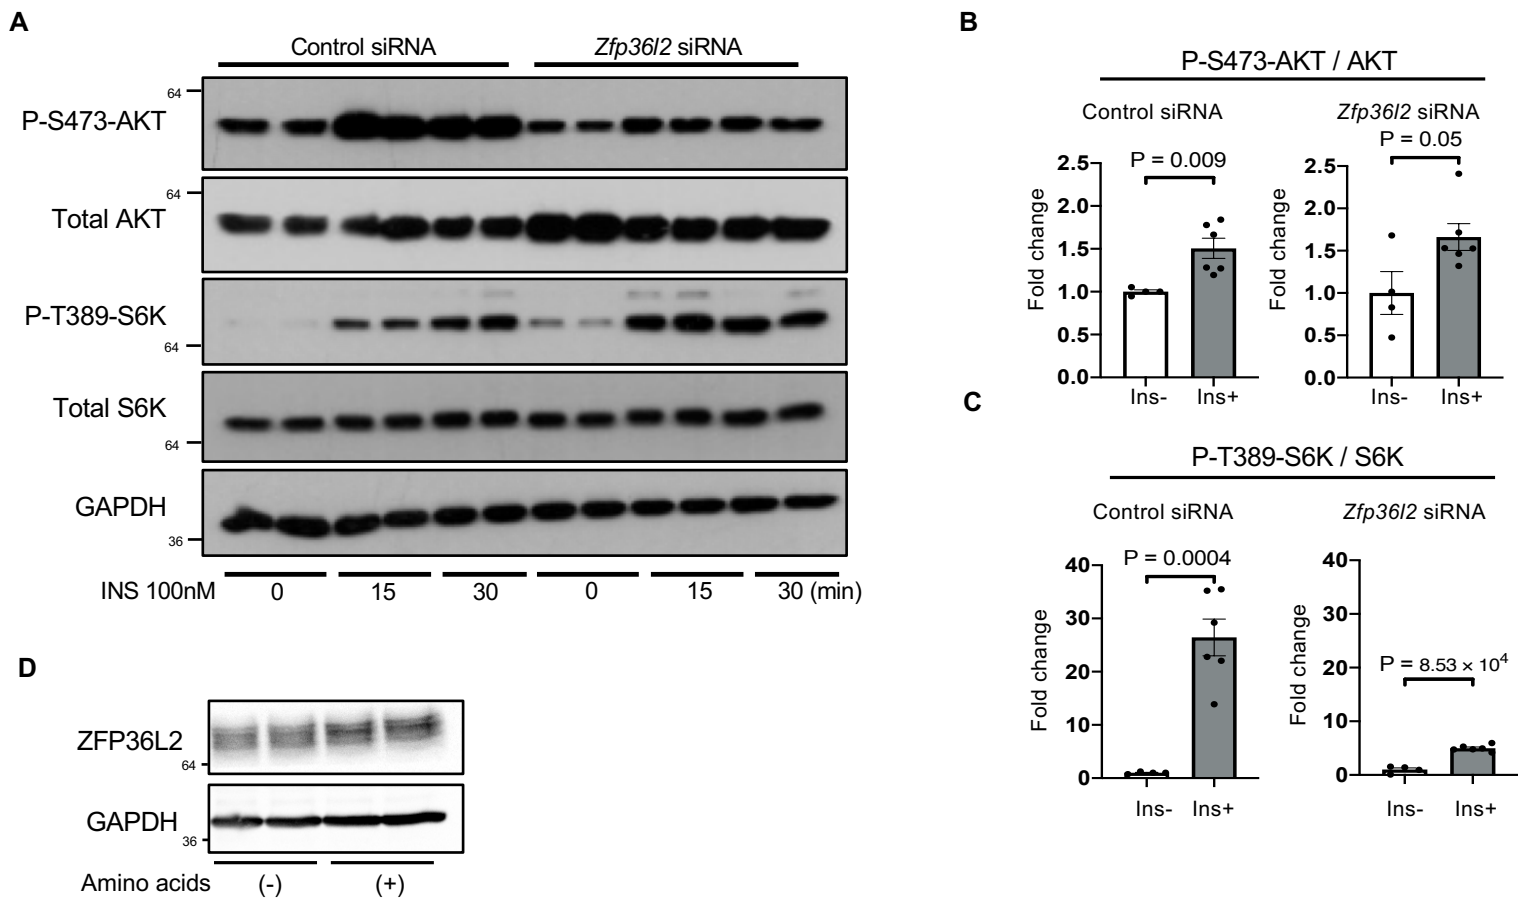 A
Control siRNA
Zfp36l2 siRNA
64
P-S473-AKT
64
Total AKT
P-T389-S6K
64
Total S6K
64
GAPDH
36
INS 100nM
0
15
30
0
15
30 (min)
B
P-S473-AKT / AKT
Control siRNA
P = 0.009
Fold change
2.5
2.0
1.5
1.0
0.5
0.0
Ins-
Ins+
Zfp36l2 siRNA
P = 0.05
Fold change
2.5
2.0
1.5
1.0
0.5
0.0
Ins-
Ins+
C
P-T389-S6K / S6K
Control siRNA
P = 0.0004
Fold change
40
30
20
10
0
Ins-
Ins+
Zfp36l2 siRNA
P = 8.53 × 10⁴
Fold change
40
30
20
10
0
Ins-
Ins+
D
ZFP36L2
64
GAPDH
36
Amino acids
(-)
(+)